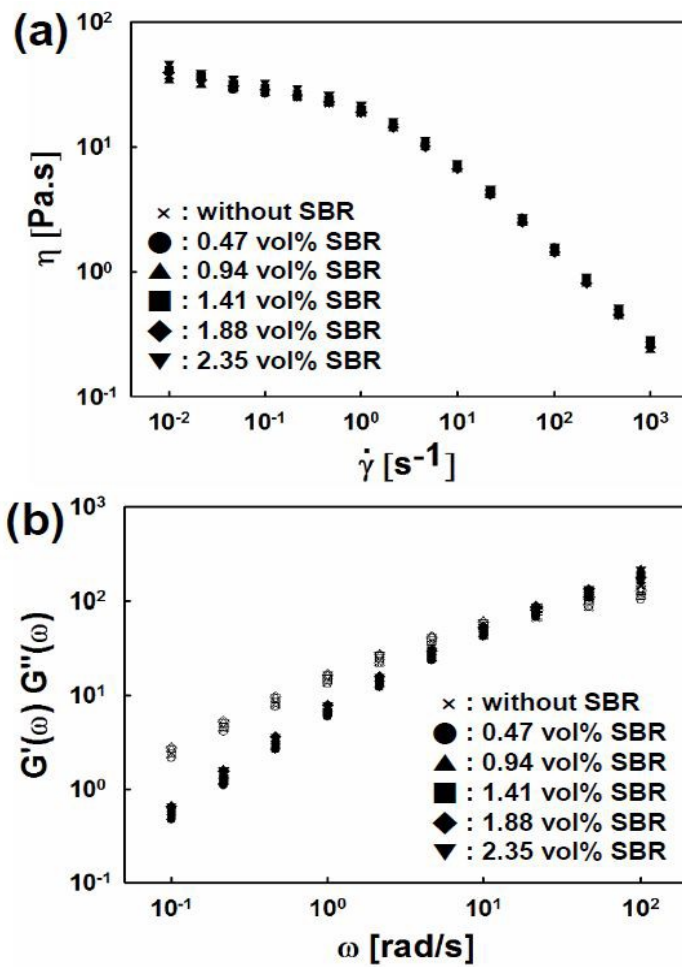 (a)
10²
10¹
10⁰
10⁻¹
η [Pa.s]
× : without SBR
● : 0.47 vol% SBR
▲ : 0.94 vol% SBR
■ : 1.41 vol% SBR
◆ : 1.88 vol% SBR
▼ : 2.35 vol% SBR
10⁻² 10⁻¹ 10⁰ 10¹ 10² 10³
γ̇ [s⁻¹]
(b)
10³
10²
10¹
10⁰
10⁻¹
G'(ω) G''(ω)
× : without SBR
● : 0.47 vol% SBR
▲ : 0.94 vol% SBR
■ : 1.41 vol% SBR
◆ : 1.88 vol% SBR
▼ : 2.35 vol% SBR
10⁻¹ 10⁰ 10¹ 10²
ω [rad/s]